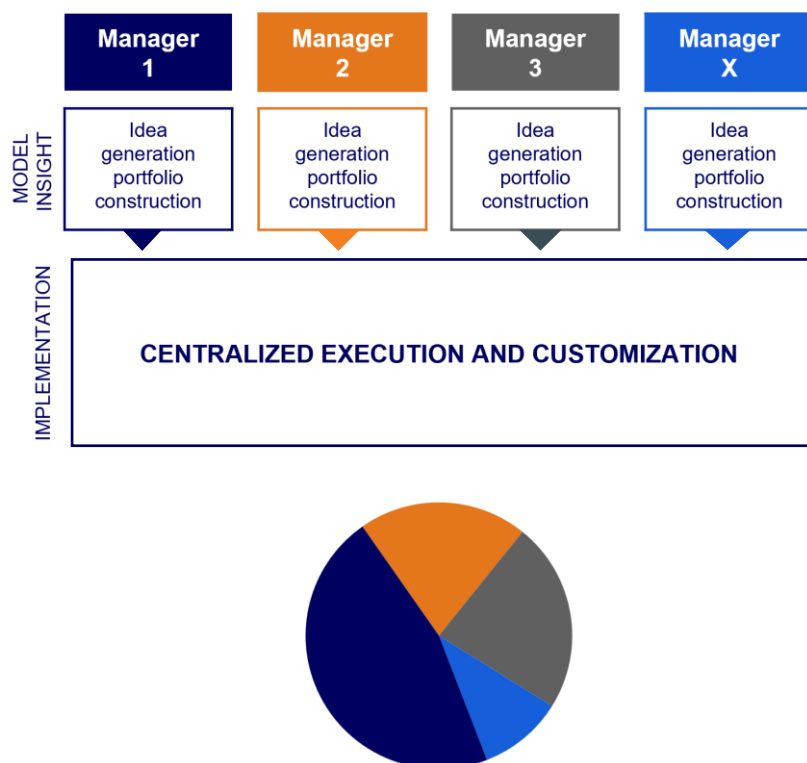 Manager
1
Manager
2
Manager
3
Manager
X
MODEL
INSIGHT
Idea
generation
portfolio
construction
Idea
generation
portfolio
construction
Idea
generation
portfolio
construction
Idea
generation
portfolio
construction
IMPLEMENTATION
CENTRALIZED EXECUTION AND CUSTOMIZATION